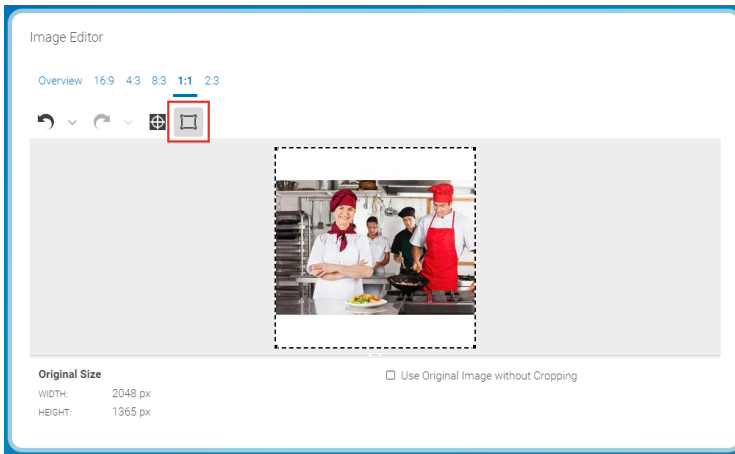 Image Editor
Overview 16:9 4:3 8:3 1:1 2:3
Original Size
Use Original Image without Cropping
WIDTH: 2048 px
HEIGHT: 1365 px